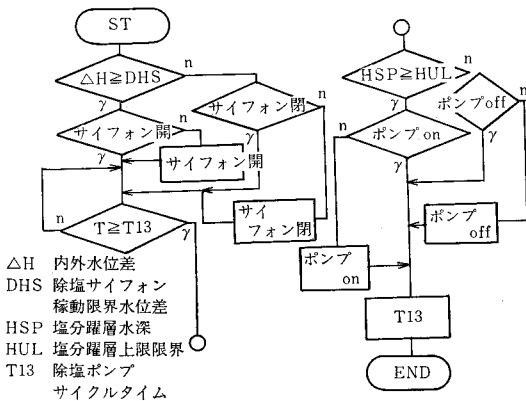 ST
△H≧DHS
n
γ
サイフォン閉
サイフォン開
n
n
γ
γ
サイフォン開
サイ
フォン閉
T≧T13
n
γ
HSP≧HUL
n
γ
ポンプoff
n
ポンプon
n
γ
γ
ポンプ
off
ポンプ
on
T13
END
△H 内外水位差
DHS 除塩サイフォン
稼動限界水位差
HSP 塩分躍層水深
HUL 塩分躍層上限限界
T13 除塩ポンプ
サイクルタイム